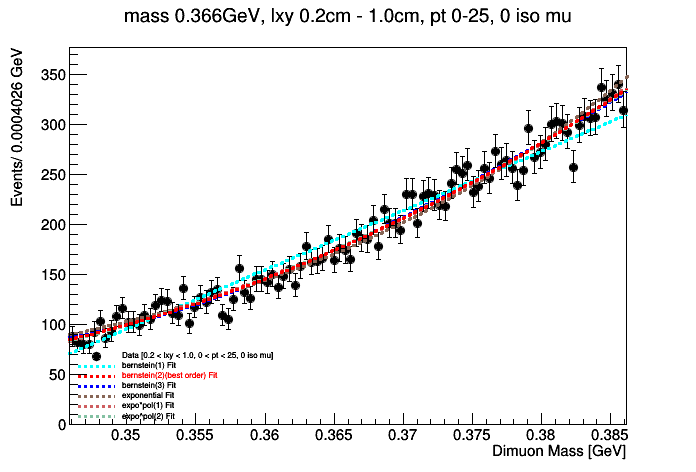 mass 0.366GeV, lxy 0.2cm - 1.0cm, pt 0-25, 0 iso mu
Events/ 0.0004026 GeV
350
300
250
200
150
100
50
0
Data [0.2 < lxy < 1.0, 0 < pt < 25, 0 iso mu]
bernstein(1) Fit
bernstein(2)(best order) Fit
bernstein(3) Fit
exponential Fit
expo*pol(1) Fit
expo*pol(2) Fit
0.35 0.355 0.36 0.365 0.37 0.375 0.38 0.385
Dimuon Mass [GeV]